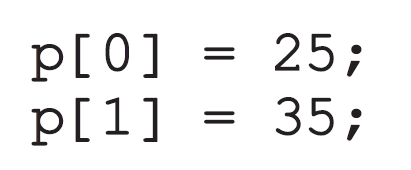 p[0] = 25;
p[1] = 35;